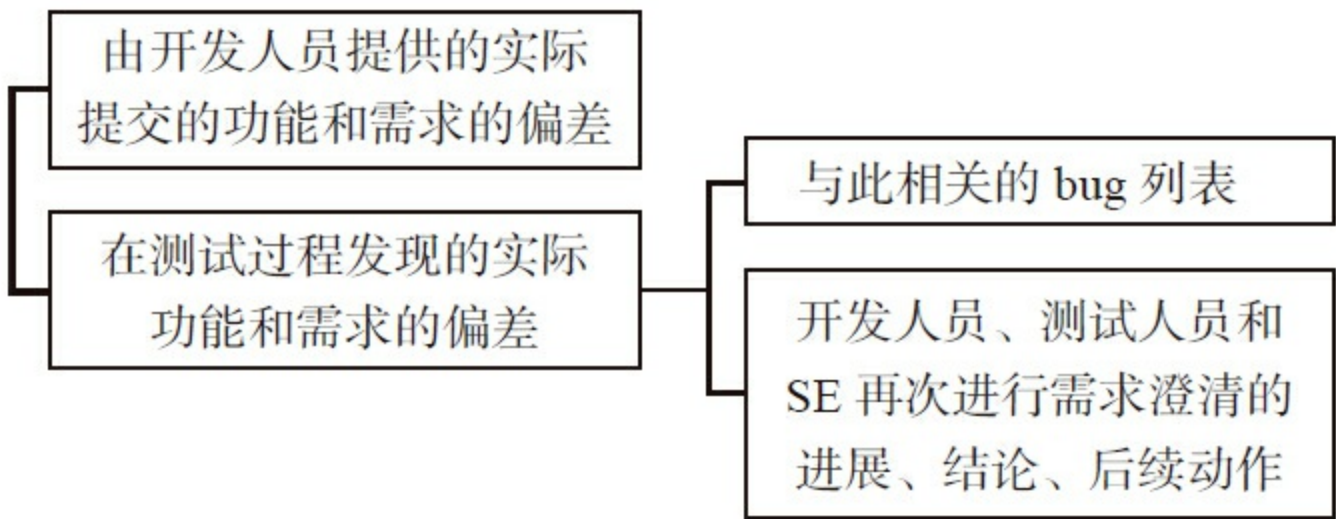 由开发人员提供的实际
提交的功能和需求的偏差
在测试过程发现的实际
功能和需求的偏差
与此相关的 bug 列表
开发人员、测试人员和
SE 再次进行需求澄清的
进展、结论、后续动作